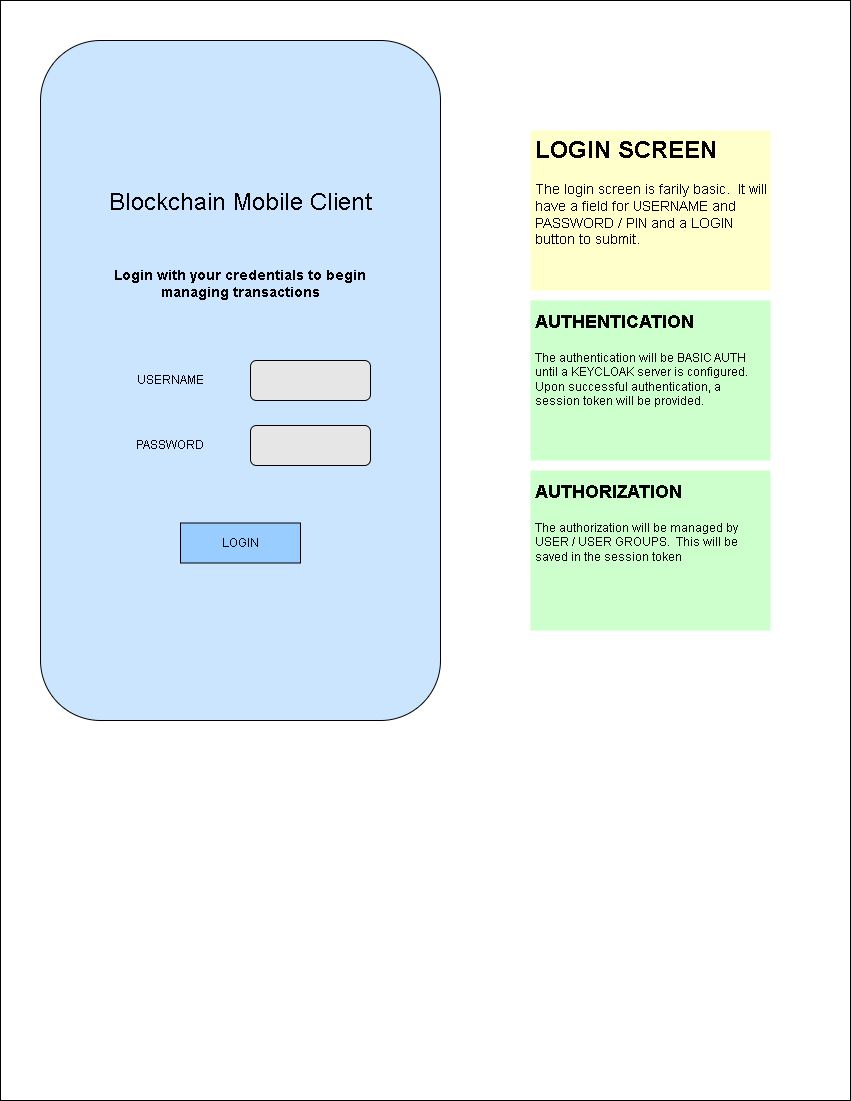 Blockchain Mobile Client
Login with your credentials to begin
managing transactions
USERNAME
PASSWORD
LOGIN
LOGIN SCREEN
The login screen is farily basic.  It will
have a field for USERNAME and
PASSWORD / PIN and a LOGIN
button to submit.
AUTHENTICATION
The authentication will be BASIC AUTH
until a KEYCLOAK server is configured.
Upon successful authentication, a
session token will be provided.
AUTHORIZATION
The authorization will be managed by
USER / USER GROUPS.  This will be
saved in the session token